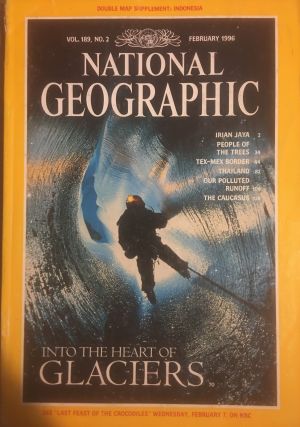 DOUBLE MAP SUPPLEMENT: INDONESIA
VOL. 189, NO. 2
FEBRUARY 1996
NATIONAL
GEOGRAPHIC
IRIAN JAYA 2
PEOPLE OF
THE TREES 34
TEX-MEX BORDER 44
THAILAND 82
OUR POLLUTED
RUNOFF 106
THE CAUCASUS 126
INTO THE HEART OF
GLACIERS 70
SEE "LAST FEAST OF THE CROCODILES" WEDNESDAY, FEBRUARY 7, ON NBC